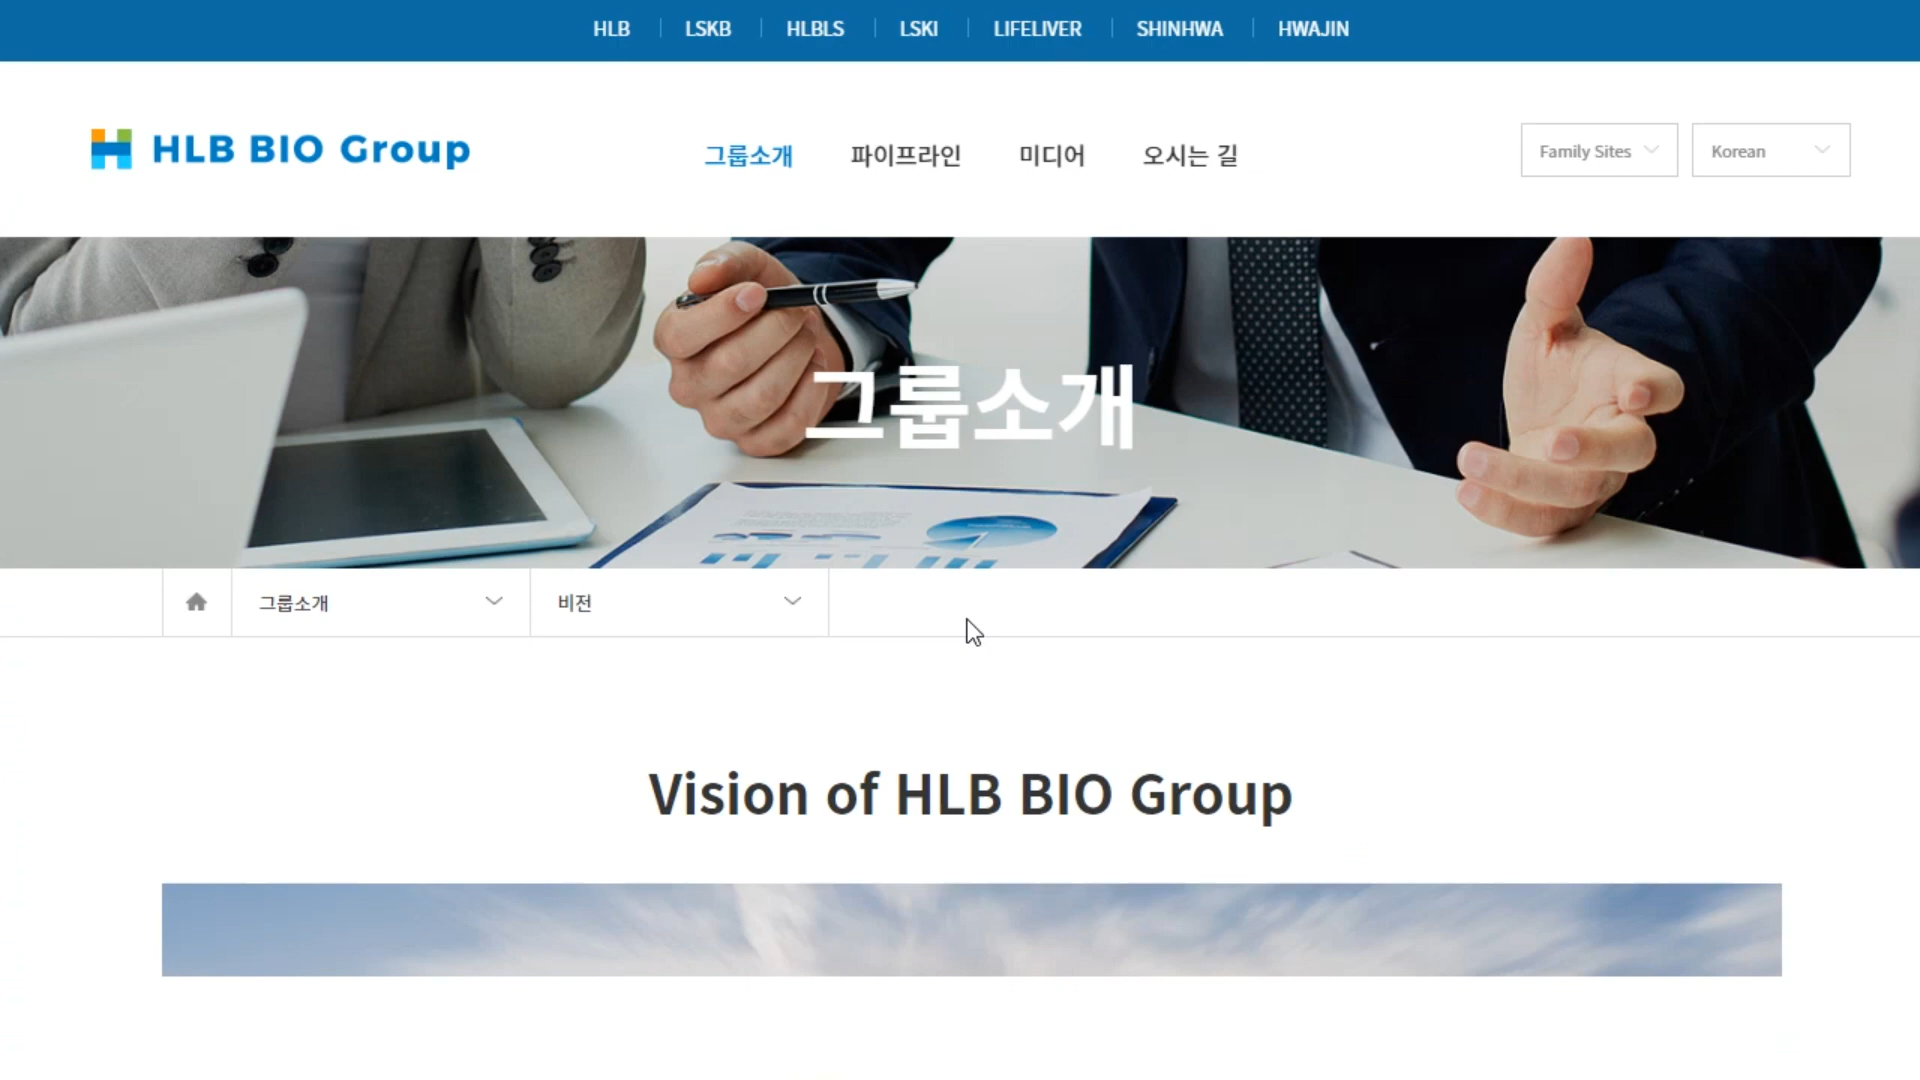 HLB LSKB HLBLS LSKI LIFELIVER SHINHWA HWAJIN
HLB BIO Group
그룹소개 파이프라인 미디어 오시는 길
Family Sites
Korean
그룹소개
그룹소개
비전
Vision of HLB BIO Group